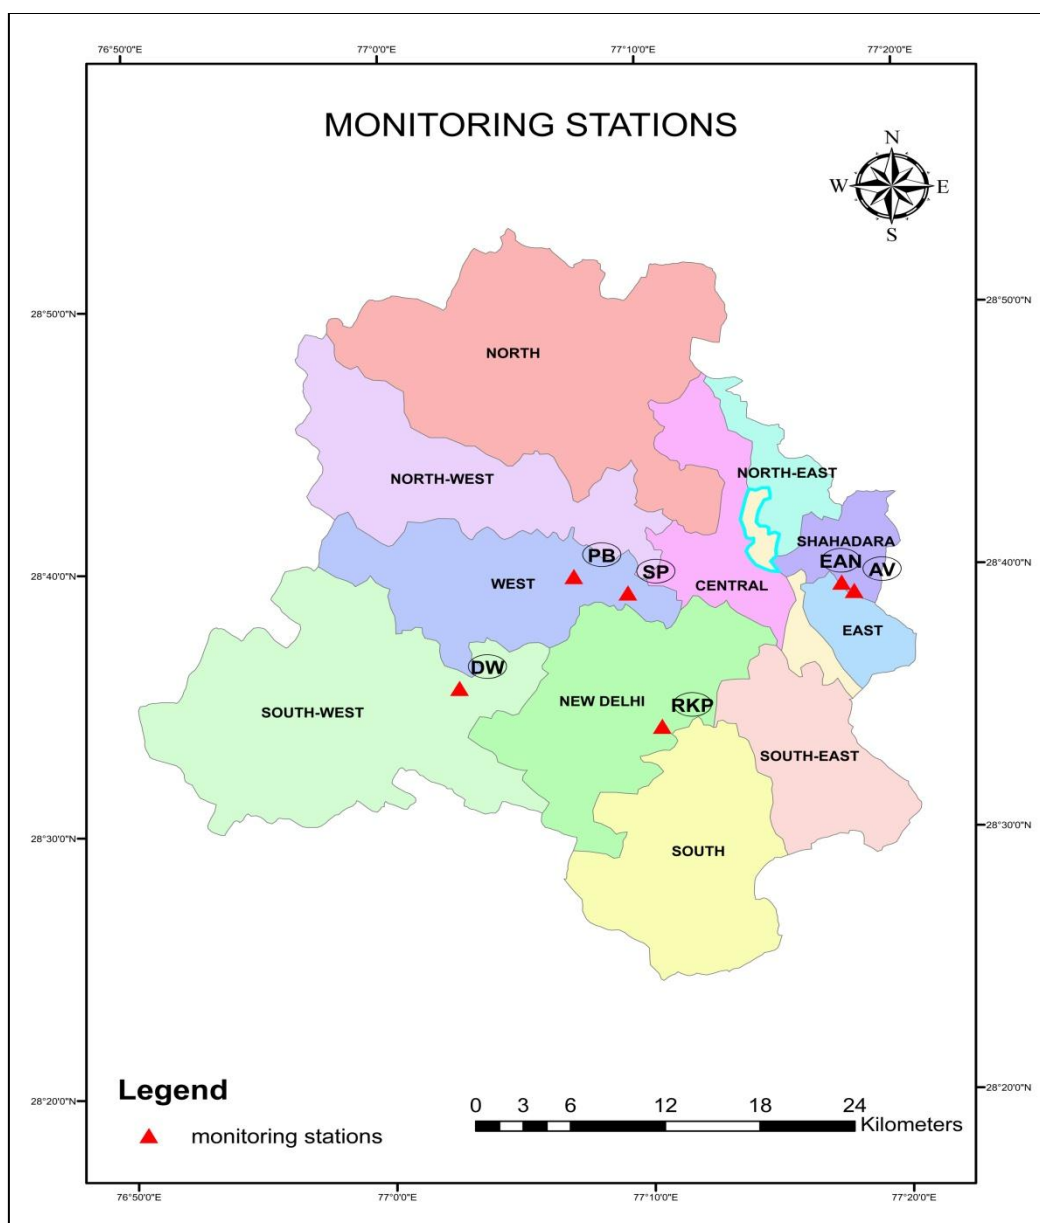 76°50'0"E 77°0'0"E 77°10'0"E 77°20'0"E
MONITORING STATIONS
N
W E
S
28°50'0"N 28°50'0"N
NORTH
NORTH-WEST
NORTH-EAST
SHAHADARA
PB
EAN
AV
SP
28°40'0"N 28°40'0"N
WEST
CENTRAL
EAST
DW
NEW DELHI
RKP
SOUTH-WEST
SOUTH-EAST
28°30'0"N 28°30'0"N
SOUTH
Legend
monitoring stations
28°20'0"N 28°20'0"N
0 3 6 12 18 24
Kilometers
76°50'0"E 77°0'0"E 77°10'0"E 77°20'0"E